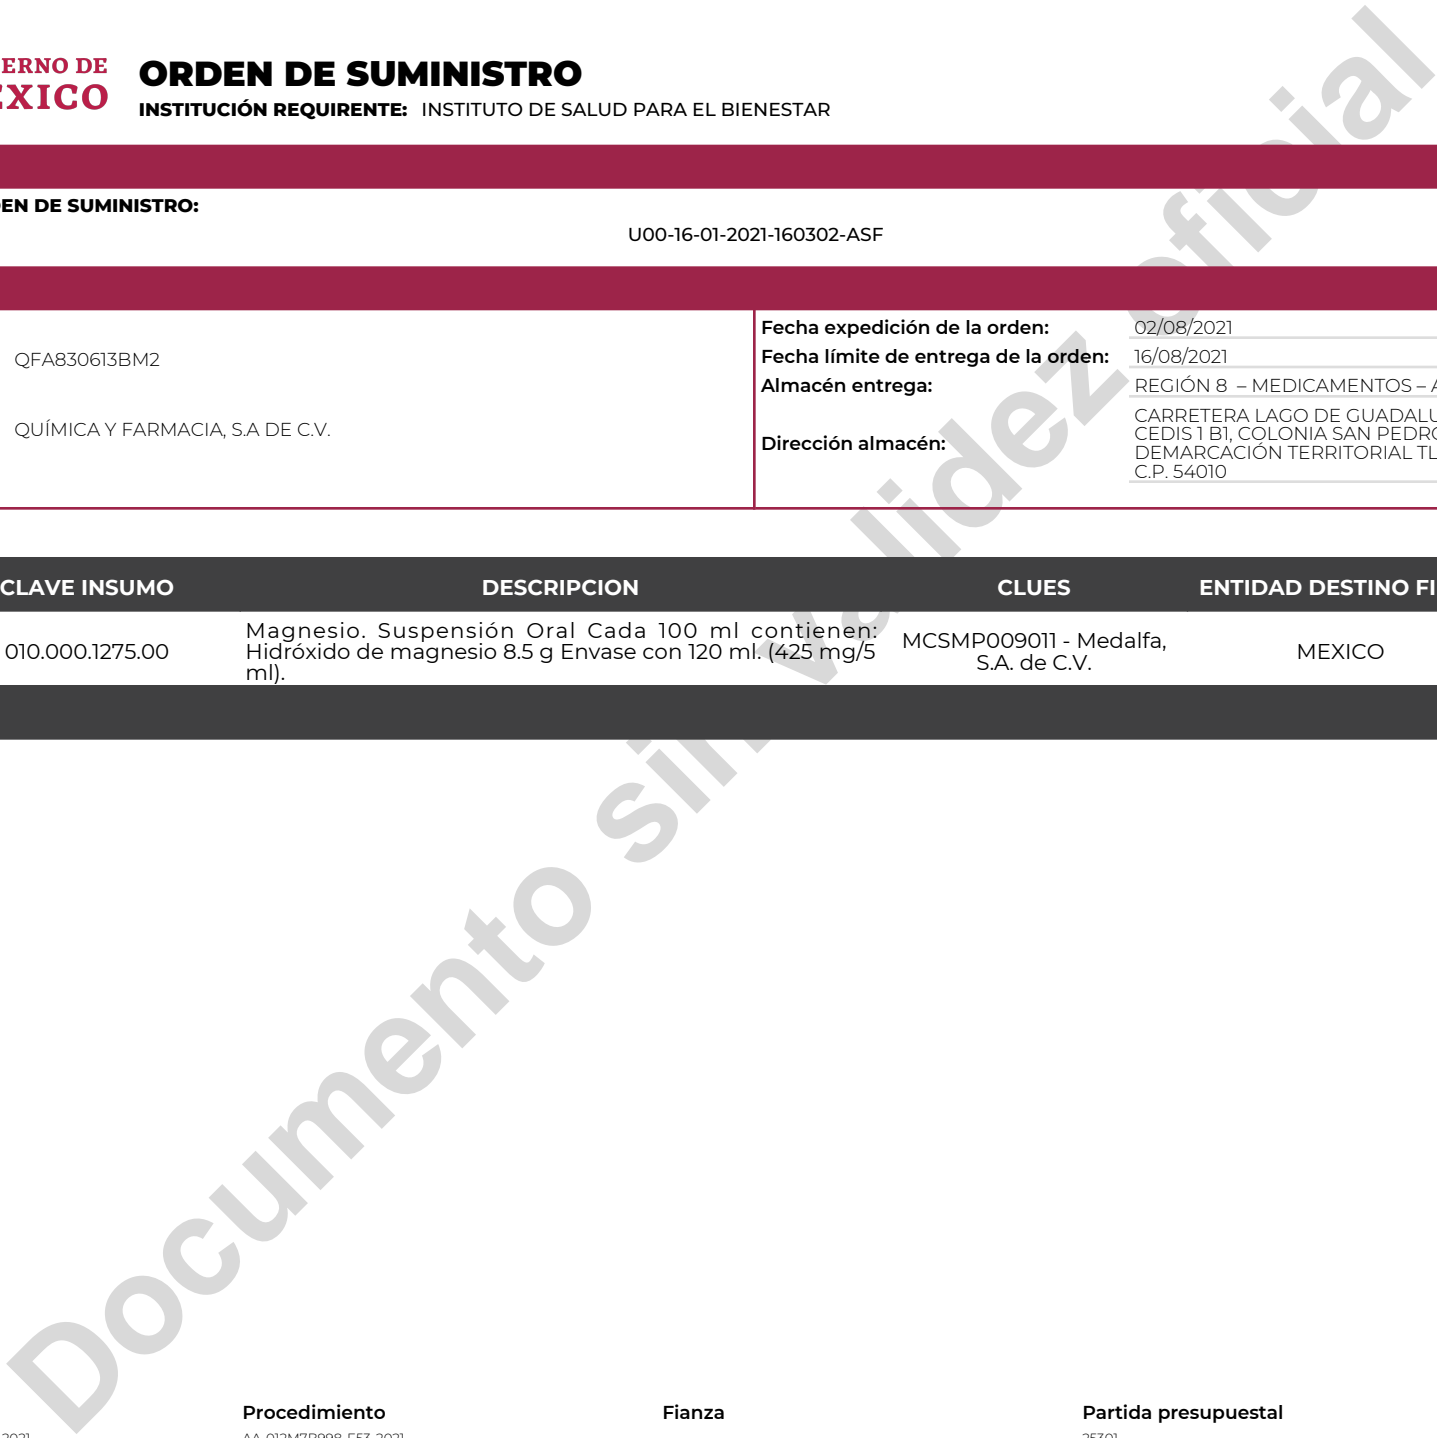 ERNO DE
ORDEN DE SUMINISTRO
INSTITUCIÓN REQUIRENTE: INSTITUTO DE SALUD PARA EL BIENESTAR
EN DE SUMINISTRO:
U00-16-01-2021-160302-ASF
QFA830613BM2
QUÍMICA Y FARMACIA, S.A DE C.V.
Fecha expedición de la orden: 02/08/2021
Fecha límite de entrega de la orden: 16/08/2021
Almacén entrega: REGIÓN 8 – MEDICAMENTOS – A
Dirección almacén:
CARRETERA LAGO DE GUADALU
CEDIS 1 B1, COLONIA SAN PEDRO
DEMARCACIÓN TERRITORIAL TL
C.P. 54010
CLAVE INSUMO DESCRIPCION CLUES ENTIDAD DESTINO FI
010.000.1275.00
Magnesio. Suspensión Oral Cada 100 ml contienen:
Hidróxido de magnesio 8.5 g Envase con 120 ml. (425 mg/5
ml).
MCSMP009011 - Medalfa,
S.A. de C.V.
MEXICO
Documento sin validez oficial
Procedimiento Fianza Partida presupuestal